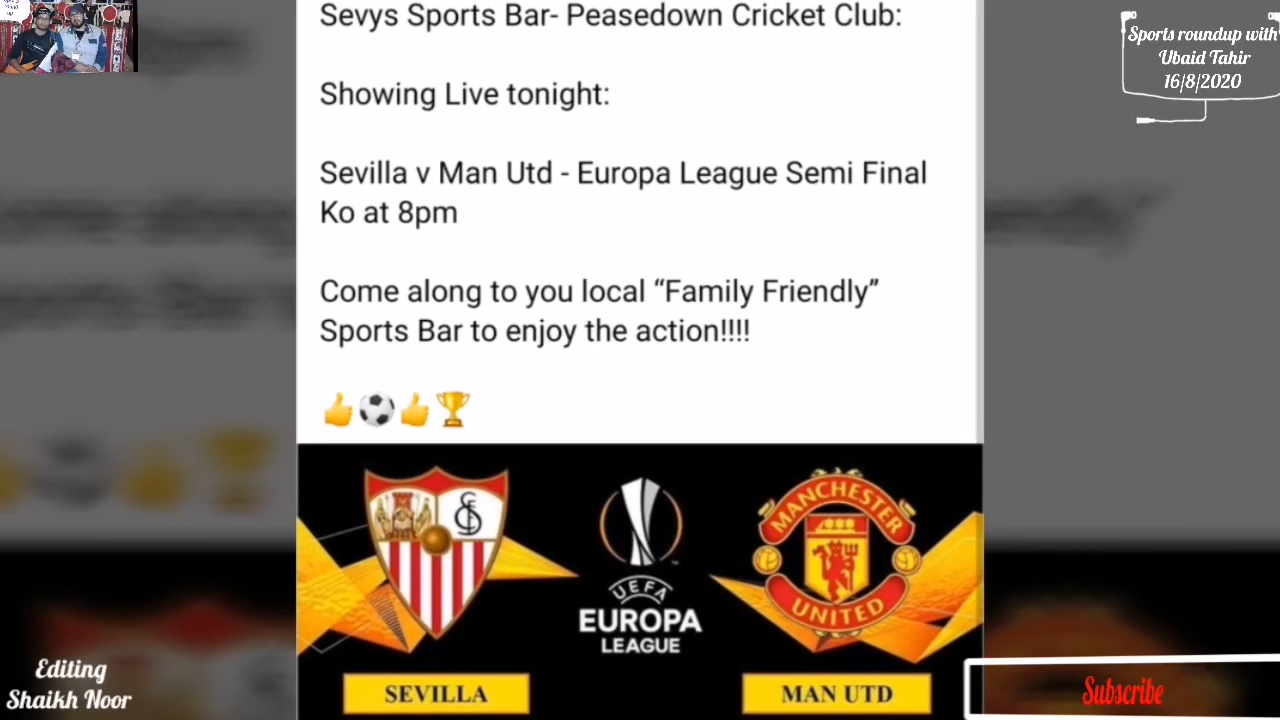 Sevys Sports Bar- Peasedown Cricket Club:
Showing Live tonight:
Sevilla v Man Utd - Europa League Semi Final
Ko at 8pm
Come along to you local “Family Friendly”
Sports Bar to enjoy the action!!!!
👍⚽👍🏆
MANCHESTER
UNITED
UEFA
EUROPA
LEAGUE
SEVILLA
MAN UTD
Sports roundup with
Ubaid Tahir
16/8/2020
Editing
Shaikh Noor
Subscribe